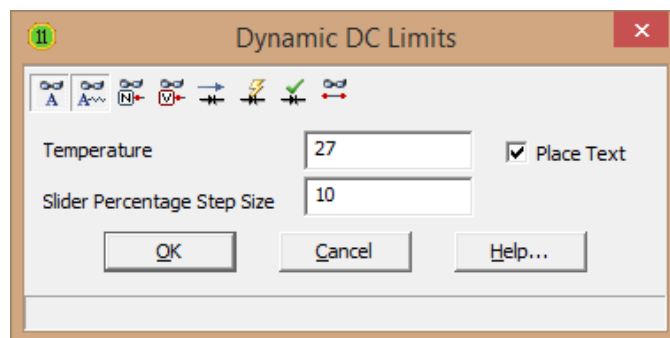 11 Dynamic DC Limits ×
A A N V
Temperature 27 Place Text
Slider Percentage Step Size 10
OK Cancel Help...